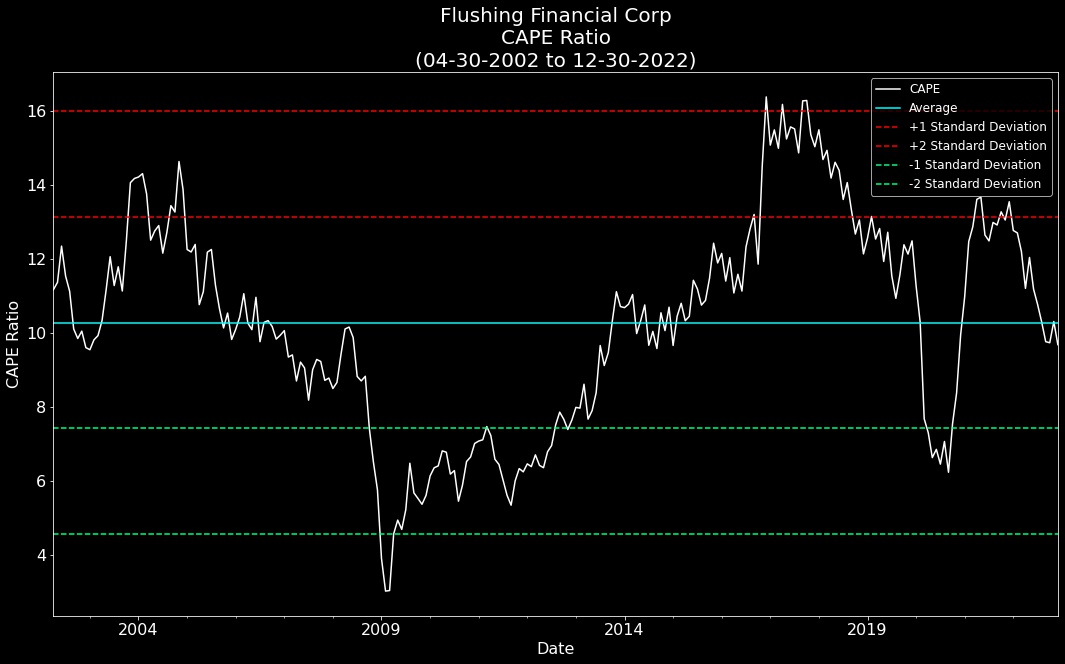 Flushing Financial Corp
CAPE Ratio
(04-30-2002 to 12-30-2022)
CAPE
Average
+1 Standard Deviation
+2 Standard Deviation
-1 Standard Deviation
-2 Standard Deviation
CAPE Ratio
16
14
12
10
8
6
4
2004
2009
2014
2019
Date